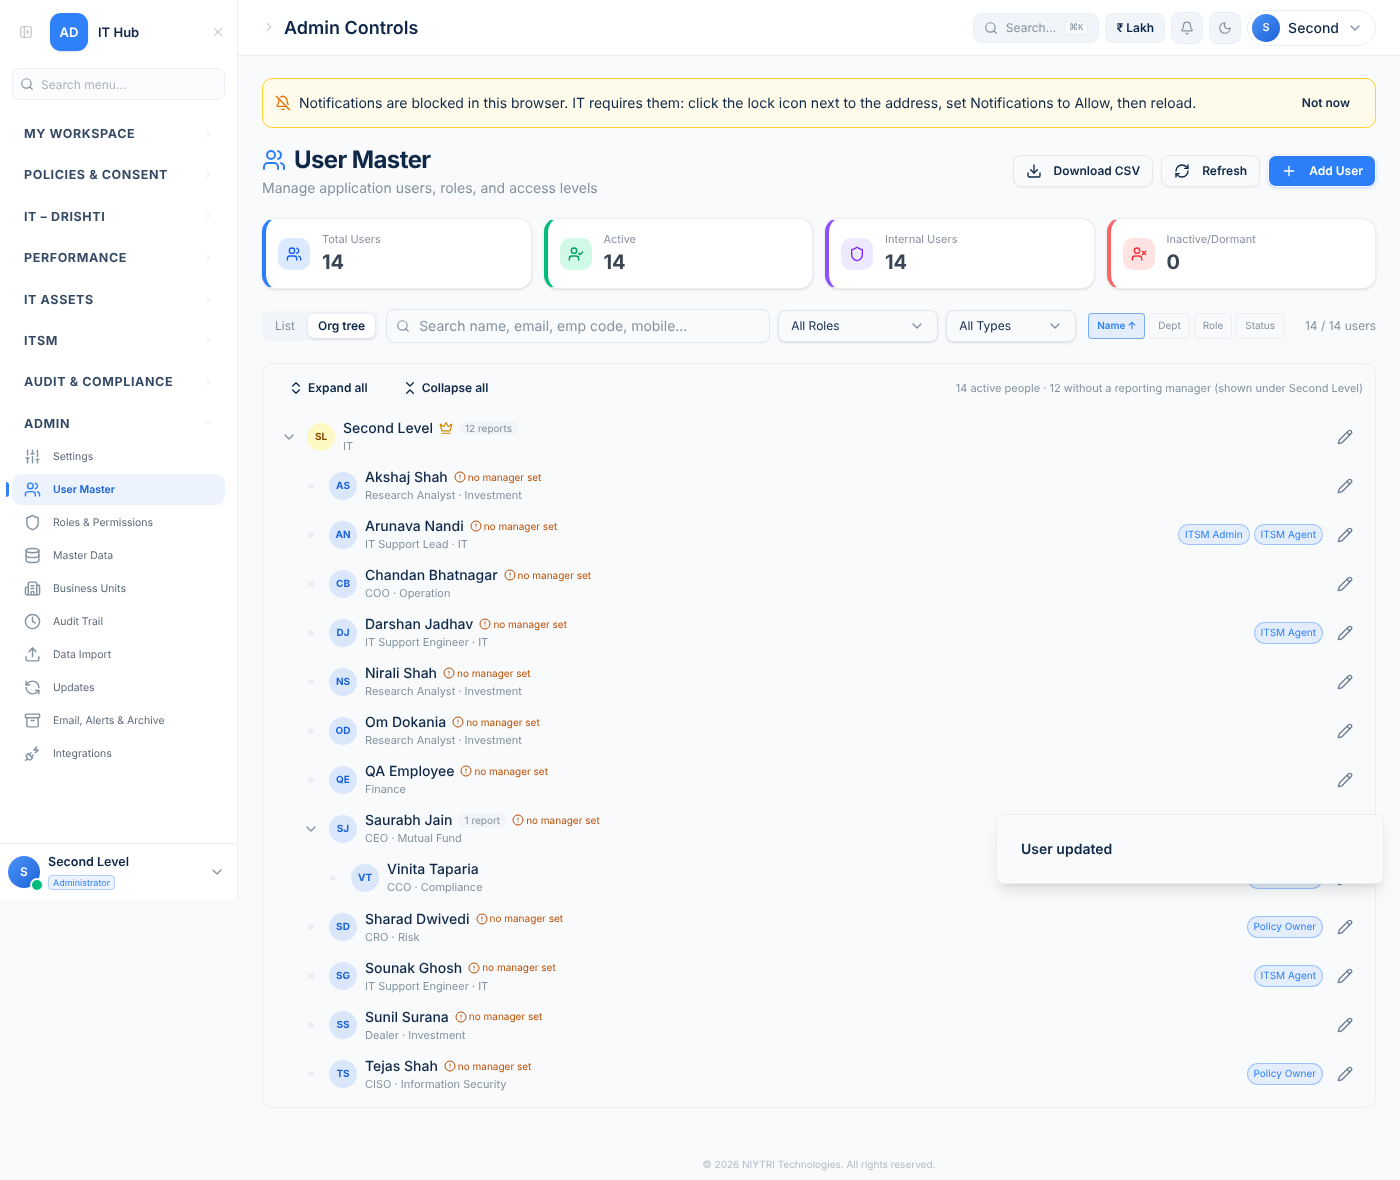 AD
IT Hub
Search menu...
MY WORKSPACE
POLICIES & CONSENT
IT – DRISHTI
PERFORMANCE
IT ASSETS
ITSM
AUDIT & COMPLIANCE
ADMIN
Settings
User Master
Roles & Permissions
Master Data
Business Units
Audit Trail
Data Import
Updates
Email, Alerts & Archive
Integrations
S
Second Level
Administrator
Admin Controls
Search...
⌘K
₹ Lakh
S
Second
Notifications are blocked in this browser. IT requires them: click the lock icon next to the address, set Notifications to Allow, then reload.
Not now
User Master
Manage application users, roles, and access levels
Download CSV
Refresh
Add User
Total Users
14
Active
14
Internal Users
14
Inactive/Dormant
0
List
Org tree
Search name, email, emp code, mobile...
All Roles
All Types
Name ↑
Dept
Role
Status
14 / 14 users
Expand all
Collapse all
14 active people · 12 without a reporting manager (shown under Second Level)
SL
Second Level
12 reports
IT
AS
Akshaj Shah
no manager set
Research Analyst · Investment
AN
Arunava Nandi
no manager set
IT Support Lead · IT
ITSM Admin
ITSM Agent
CB
Chandan Bhatnagar
no manager set
COO · Operation
DJ
Darshan Jadhav
no manager set
IT Support Engineer · IT
ITSM Agent
NS
Nirali Shah
no manager set
Research Analyst · Investment
OD
Om Dokania
no manager set
Research Analyst · Investment
QE
QA Employee
no manager set
Finance
SJ
Saurabh Jain
1 report
no manager set
CEO · Mutual Fund
User updated
VT
Vinita Taparia
CCO · Compliance
SD
Sharad Dwivedi
no manager set
CRO · Risk
Policy Owner
SG
Sounak Ghosh
no manager set
IT Support Engineer · IT
ITSM Agent
SS
Sunil Surana
no manager set
Dealer · Investment
TS
Tejas Shah
no manager set
CISO · Information Security
Policy Owner
© 2026 NIYTRI Technologies. All rights reserved.